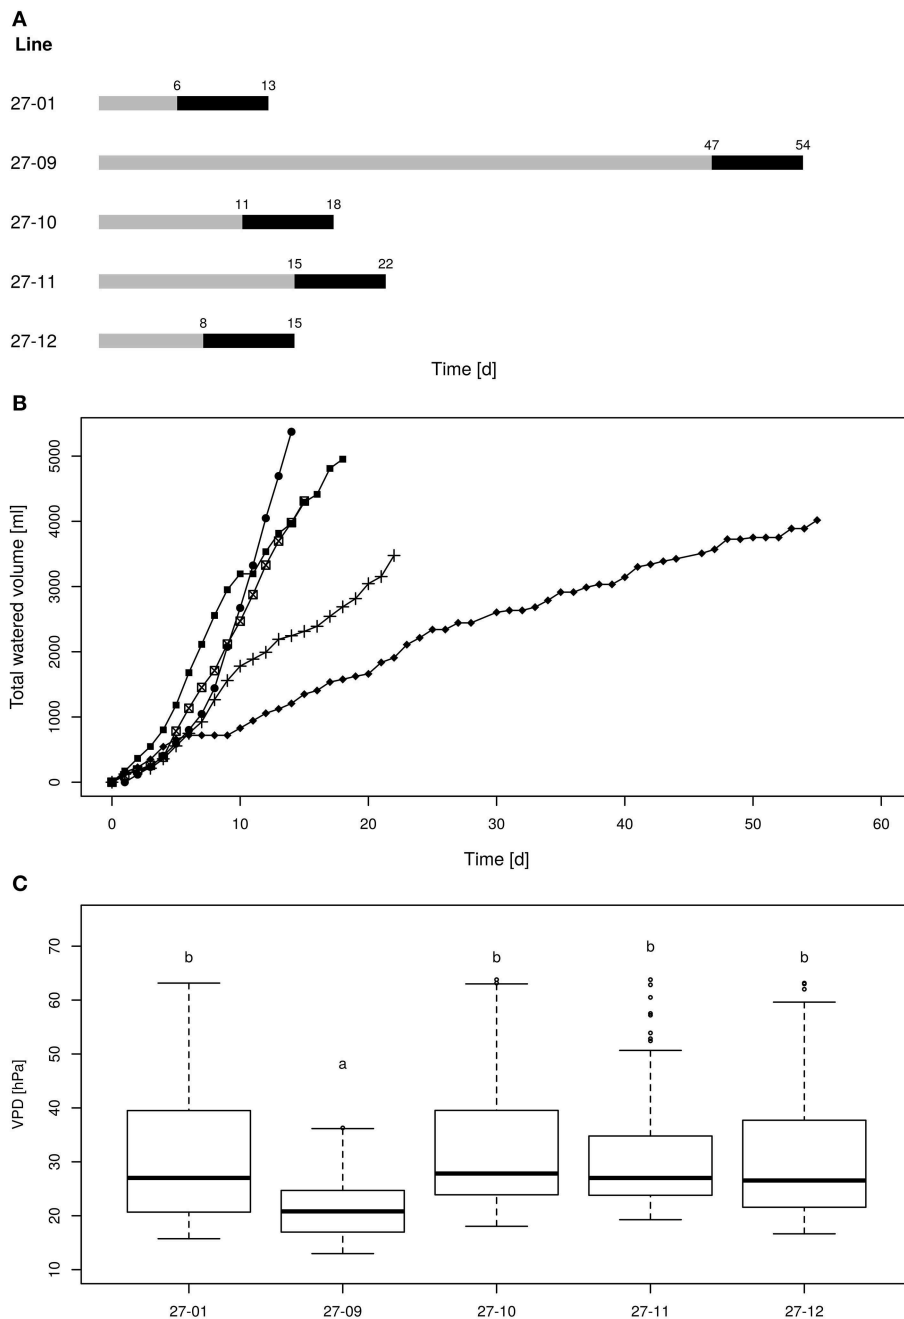 A
Line
6 13
27-01
47 54
27-09
11 18
27-10
15 22
27-11
8 15
27-12
Time [d]
B
Total watered volume [ml]
5000
4000
3000
2000
1000
0
0 10 20 30 40 50 60
Time [d]
C
VPD [hPa]
70
60
50
40
30
20
10
b a b b b
27-01 27-09 27-10 27-11 27-12